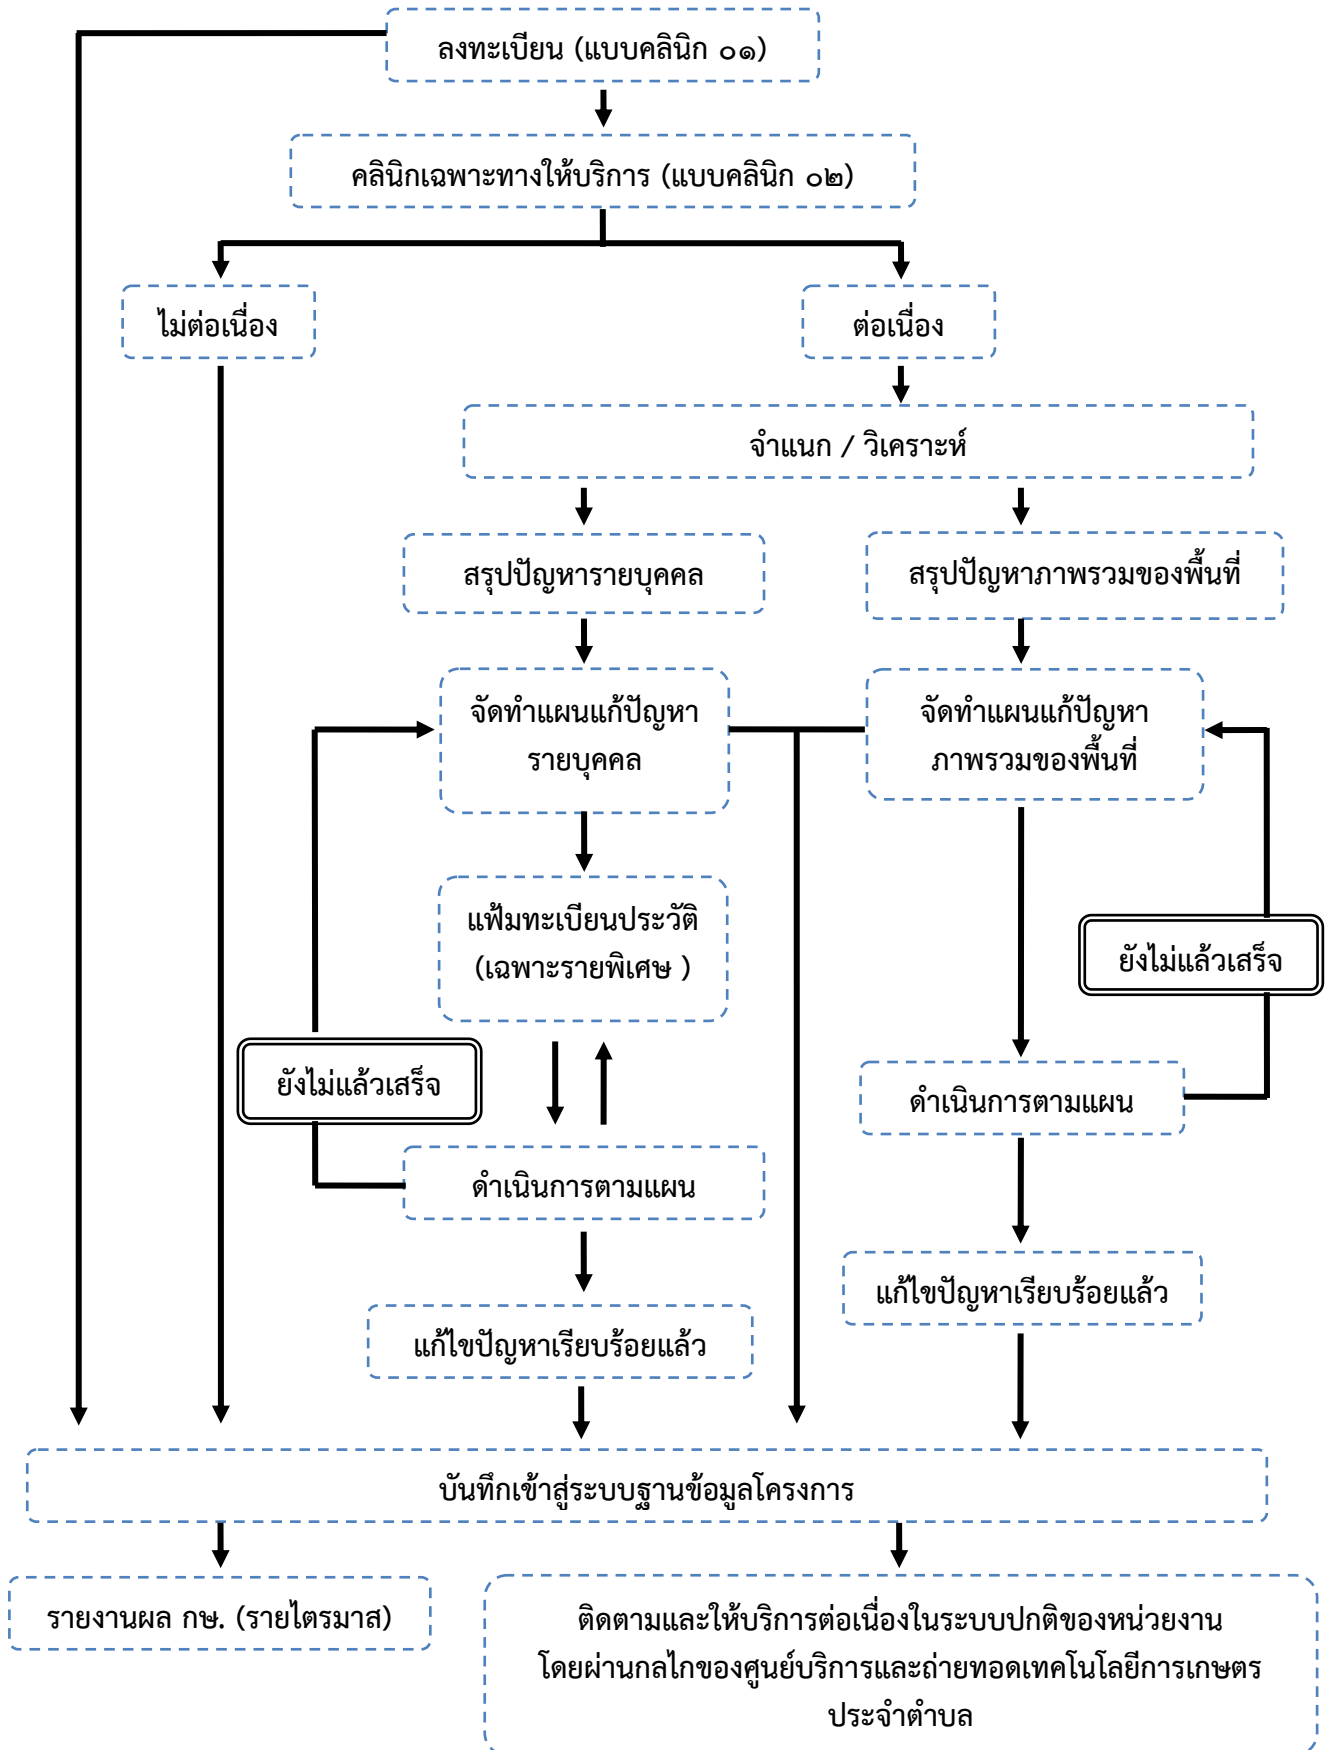 ลงทะเบียน (แบบคลินิก ๐๑)
คลินิกเฉพาะทางให้บริการ (แบบคลินิก ๐๒)
ไม่ต่อเนื่อง
ต่อเนื่อง
จำแนก / วิเคราะห์
สรุปปัญหารายบุคคล
สรุปปัญหาภาพรวมของพื้นที่
จัดทำแผนแก้ปัญหา
รายบุคคล
จัดทำแผนแก้ปัญหา
ภาพรวมของพื้นที่
แฟ้มทะเบียนประวัติ
(เฉพาะรายพิเศษ )
ยังไม่แล้วเสร็จ
ยังไม่แล้วเสร็จ
ดำเนินการตามแผน
ดำเนินการตามแผน
แก้ไขปัญหาเรียบร้อยแล้ว
แก้ไขปัญหาเรียบร้อยแล้ว
บันทึกเข้าสู่ระบบฐานข้อมูลโครงการ
รายงานผล กษ. (รายไตรมาส)
ติดตามและให้บริการต่อเนื่องในระบบปกติของหน่วยงาน
โดยผ่านกลไกของศูนย์บริการและถ่ายทอดเทคโนโลยีการเกษตร
ประจำตำบล